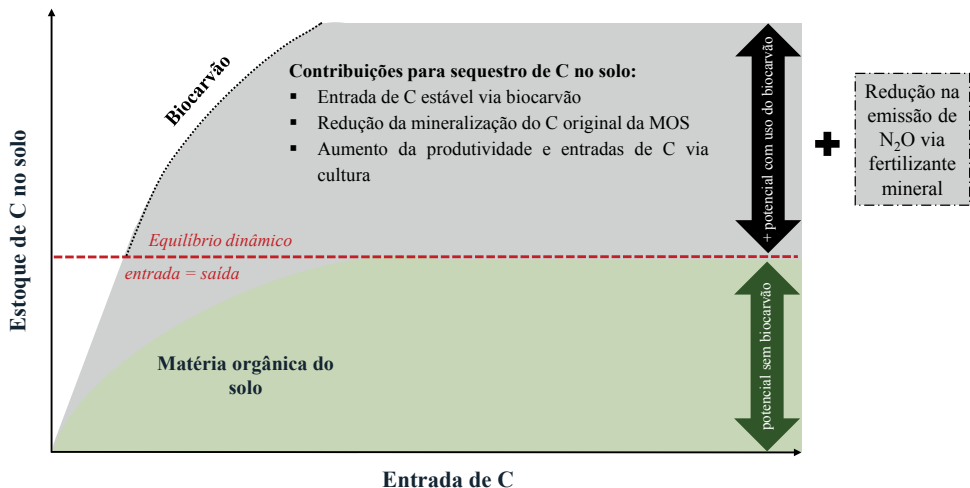 Estoque de C no solo
Biocarvão
Contribuições para sequestro de C no solo:
▪ Entrada de C estável via biocarvão
▪ Redução da mineralização do C original da MOS
▪ Aumento da produtividade e entradas de C via
cultura
Equilíbrio dinâmico
entrada = saída
Matéria orgânica do
solo
+ potencial com uso do biocarvão
potencial sem biocarvão
+
Redução na
emissão de
N₂O via
fertilizante
mineral
Entrada de C